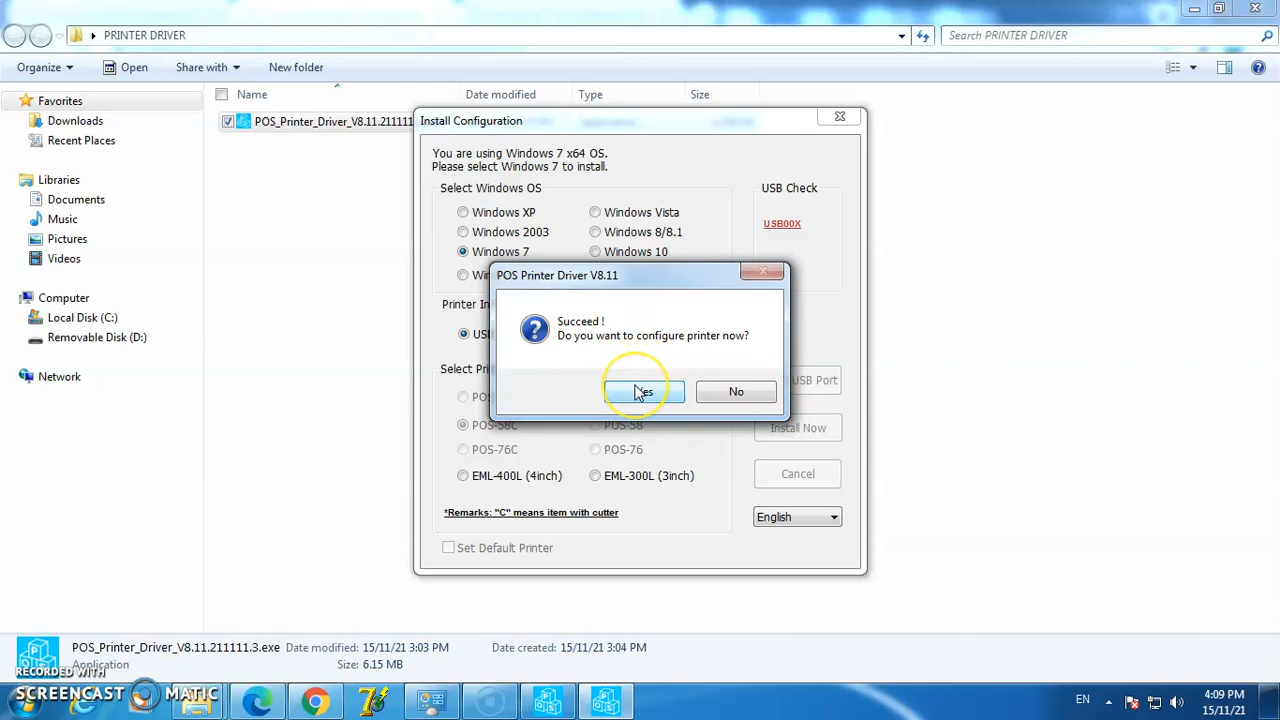 PRINTER DRIVER
Search PRINTER DRIVER
Organize
Open
Share with
New folder
Favorites
Downloads
Recent Places
Libraries
Documents
Music
Pictures
Videos
Computer
Local Disk (C:)
Removable Disk (D:)
Network
Name
Date modified
Type
Size
POS_Printer_Driver_V8.11.211111
Install Configuration
You are using Windows 7 x64 OS.
Please select Windows 7 to install.
Select Windows OS
Windows XP
Windows Vista
Windows 2003
Windows 8/8.1
Windows 7
Windows 10
USB Check
USB00X
POS Printer Driver V8.11
Succeed !
Do you want to configure printer now?
Yes
No
USB Port
POS-58C
POS-58
POS-76C
POS-76
EML-400L (4inch)
EML-300L (3inch)
*Remarks: "C" means item with cutter
Set Default Printer
Install Now
Cancel
English
POS_Printer_Driver_V8.11.211111.3.exe
Date modified: 15/11/21 3:03 PM
Date created: 15/11/21 3:04 PM
Application
Size: 6.15 MB
RECORDED WITH
SCREENCAST MATIC
EN
4:09 PM
15/11/21